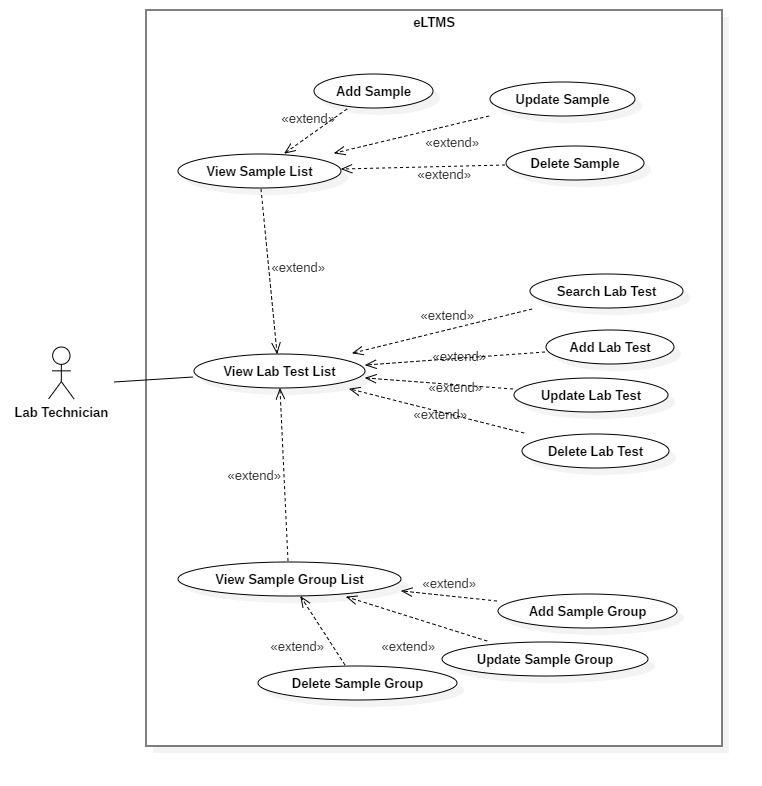 eLTMS
Add Sample
Update Sample
«extend»
«extend»
Delete Sample
View Sample List
«extend»
«extend»
Search Lab Test
«extend»
Add Lab Test
«extend»
View Lab Test List
«extend»
Update Lab Test
Lab Technician
«extend»
Delete Lab Test
«extend»
View Sample Group List
«extend»
Add Sample Group
«extend»
«extend»
Update Sample Group
Delete Sample Group